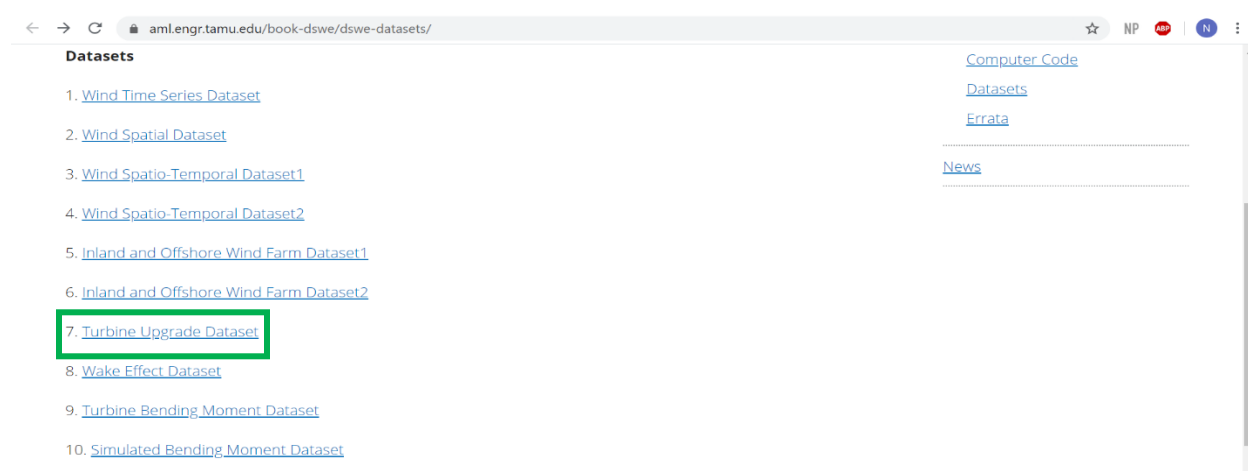 aml.engr.tamu.edu/book-dswe/dswe-datasets/
NP
ABP
N
Datasets
1. Wind Time Series Dataset
2. Wind Spatial Dataset
3. Wind Spatio-Temporal Dataset1
4. Wind Spatio-Temporal Dataset2
5. Inland and Offshore Wind Farm Dataset1
6. Inland and Offshore Wind Farm Dataset2
7. Turbine Upgrade Dataset
8. Wake Effect Dataset
9. Turbine Bending Moment Dataset
10. Simulated Bending Moment Dataset
Computer Code
Datasets
Errata
News